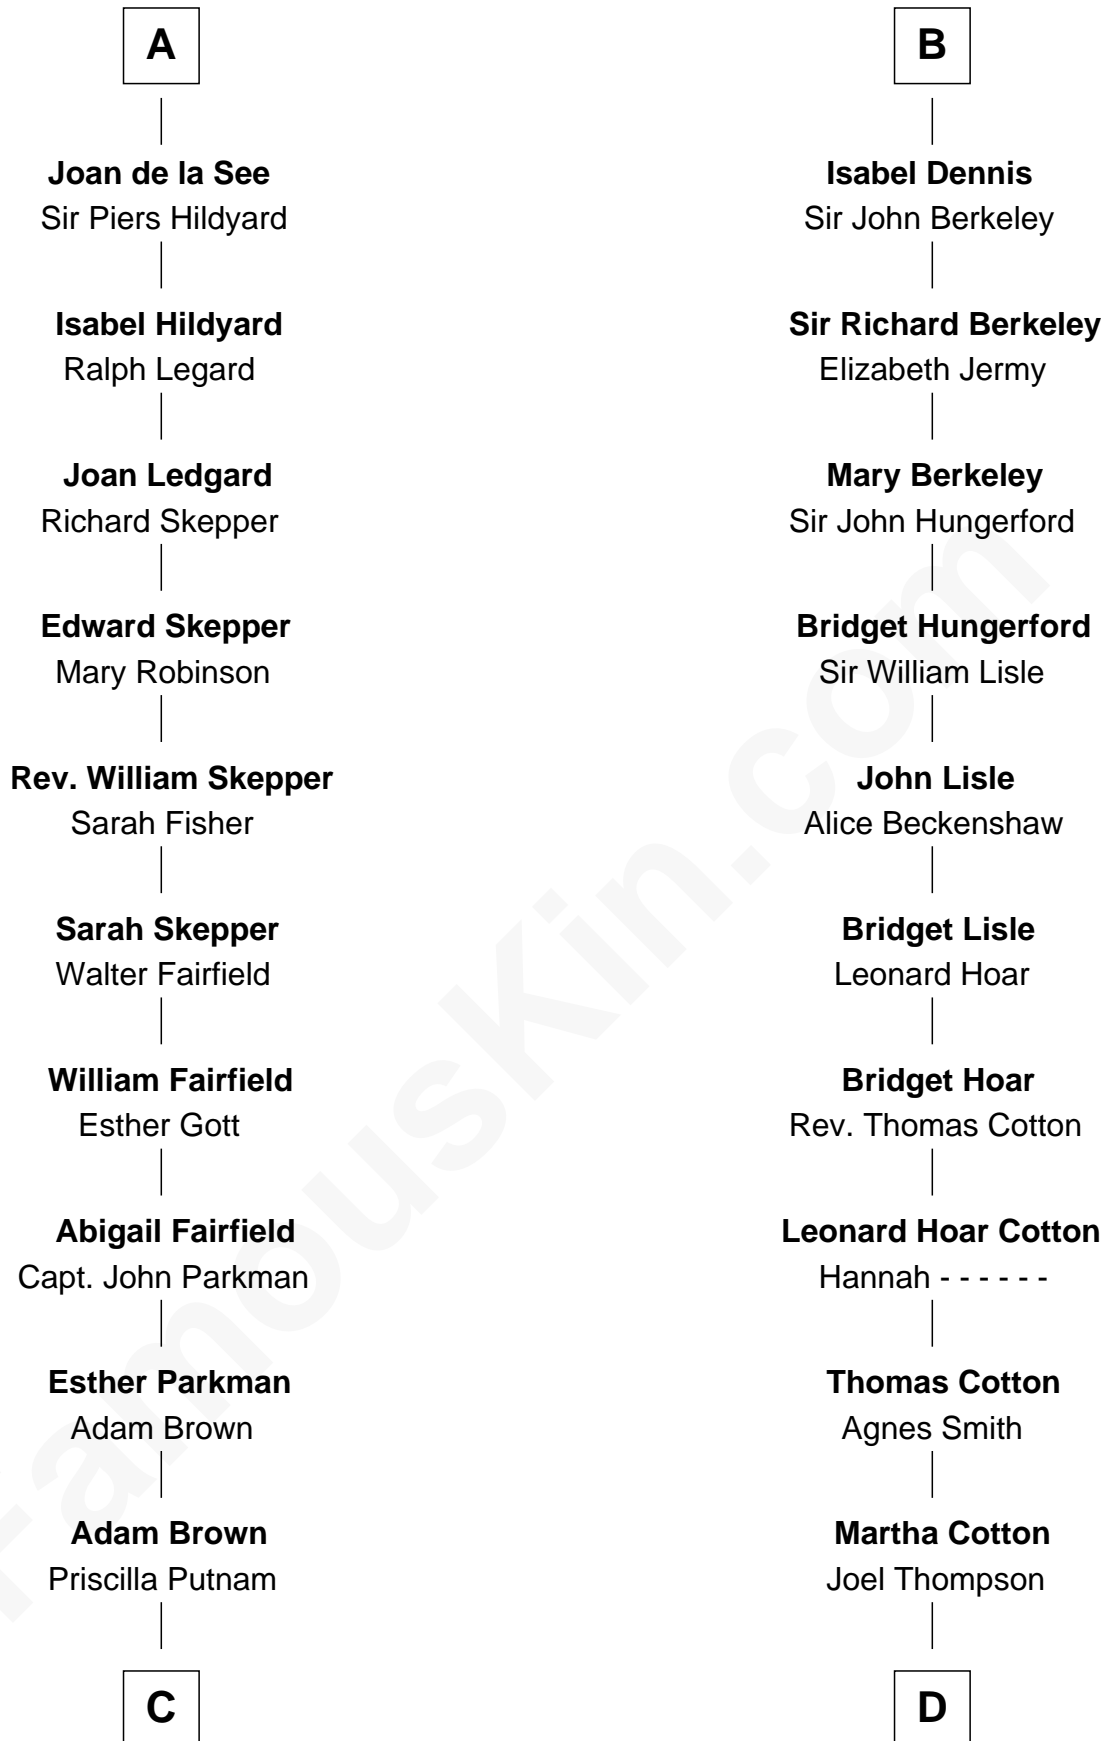 A
Joan de la See
Sir Piers Hildyard
Isabel Hildyard
Ralph Legard
Joan Ledgard
Richard Skepper
Edward Skepper
Mary Robinson
Rev. William Skepper
Sarah Fisher
Sarah Skepper
Walter Fairfield
William Fairfield
Esther Gott
Abigail Fairfield
Capt. John Parkman
Esther Parkman
Adam Brown
Adam Brown
Priscilla Putnam
C
B
Isabel Dennis
Sir John Berkeley
Sir Richard Berkeley
Elizabeth Jermy
Mary Berkeley
Sir John Hungerford
Bridget Hungerford
Sir William Lisle
John Lisle
Alice Beckenshaw
Bridget Lisle
Leonard Hoar
Bridget Hoar
Rev. Thomas Cotton
Leonard Hoar Cotton
Hannah - - - - - -
Thomas Cotton
Agnes Smith
Martha Cotton
Joel Thompson
D
FamousKin.com